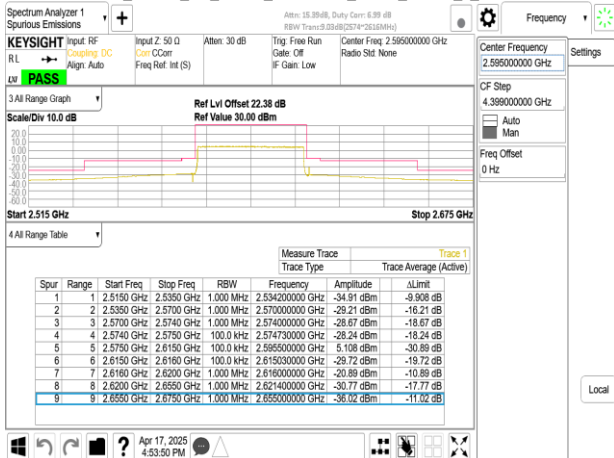 Spectrum Analyzer 1
Spurious Emissions
Attn: 15.39dB, Duty Corr: 6.99 dB
RBW Trans:9.03dB(2574~2616MHz)
Frequency
KEYSIGHT
RL
PASS
Input: RF
Coupling: DC
Align: Auto
Input Z: 50 Ω
Corr CCorr
Freq Ref: Int (S)
Atten: 30 dB
Trig: Free Run
Gate: Off
IF Gain: Low
Center Freq: 2.595000000 GHz
Radio Std: None
Center Frequency
2.595000000 GHz
Settings
CF Step
4.399000000 GHz
Auto
Man
Freq Offset
0 Hz
Local
3 All Range Graph
Scale/Div 10.0 dB
Ref Lvl Offset 22.38 dB
Ref Value 30.00 dBm
20.0
10.0
0.00
-10.0
-20.0
-30.0
-40.0
-50.0
-60.0
Start 2.515 GHz
Stop 2.675 GHz
4 All Range Table
Measure Trace Trace 1
Trace Type Trace Average (Active)
Spur Range Start Freq Stop Freq RBW Frequency Amplitude ΔLimit
1 1 2.5150 GHz 2.5350 GHz 1.000 MHz 2.534200000 GHz -34.91 dBm -9.908 dB
2 2 2.5350 GHz 2.5700 GHz 1.000 MHz 2.570000000 GHz -29.21 dBm -16.21 dB
3 3 2.5700 GHz 2.5740 GHz 1.000 MHz 2.574000000 GHz -28.67 dBm -18.67 dB
4 4 2.5740 GHz 2.5750 GHz 100.0 kHz 2.574730000 GHz -28.24 dBm -18.24 dB
5 5 2.5750 GHz 2.6150 GHz 100.0 kHz 2.595500000 GHz 5.108 dBm -30.89 dB
6 6 2.6150 GHz 2.6160 GHz 100.0 kHz 2.615030000 GHz -29.72 dBm -19.72 dB
7 7 2.6160 GHz 2.6200 GHz 1.000 MHz 2.616000000 GHz -20.89 dBm -10.89 dB
8 8 2.6200 GHz 2.6550 GHz 1.000 MHz 2.621400000 GHz -30.77 dBm -17.77 dB
9 9 2.6550 GHz 2.6750 GHz 1.000 MHz 2.655000000 GHz -36.02 dBm -11.02 dB
Apr 17, 2025
4:53:50 PM